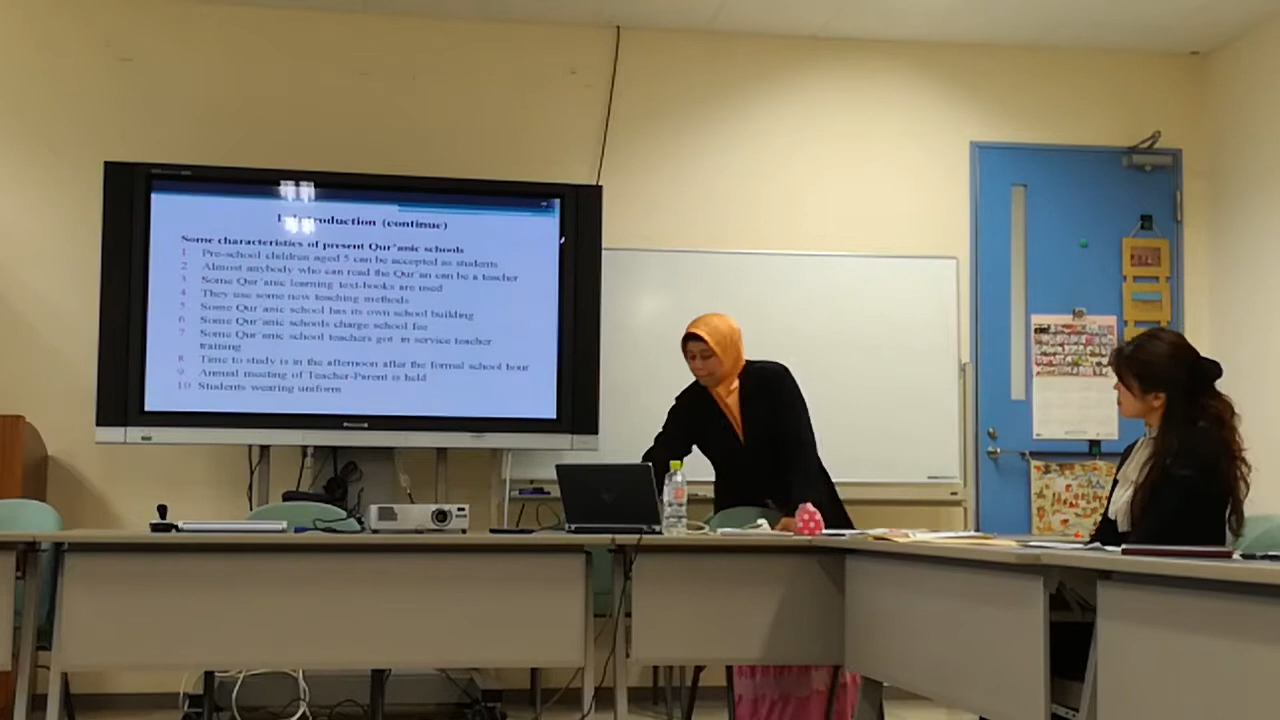 1. Introduction (continue)
Some characteristics of present Qur'anic schools
1 Pre-school children aged 5 can be accepted as students
2 Almost anybody who can read the Qur'an can be a teacher
3 Some Qur'anic learning text-books are used
4 They use some new teaching methods
5 Some Qur'anic school has its own school building
6 Some Qur'anic schools charge school fee
7 Some Qur'anic school teachers got in service teacher
training
8 Time to study is in the afternoon after the formal school hour
9 Annual meeting of Teacher-Parent is held
10 Students wearing uniform
Panasonic